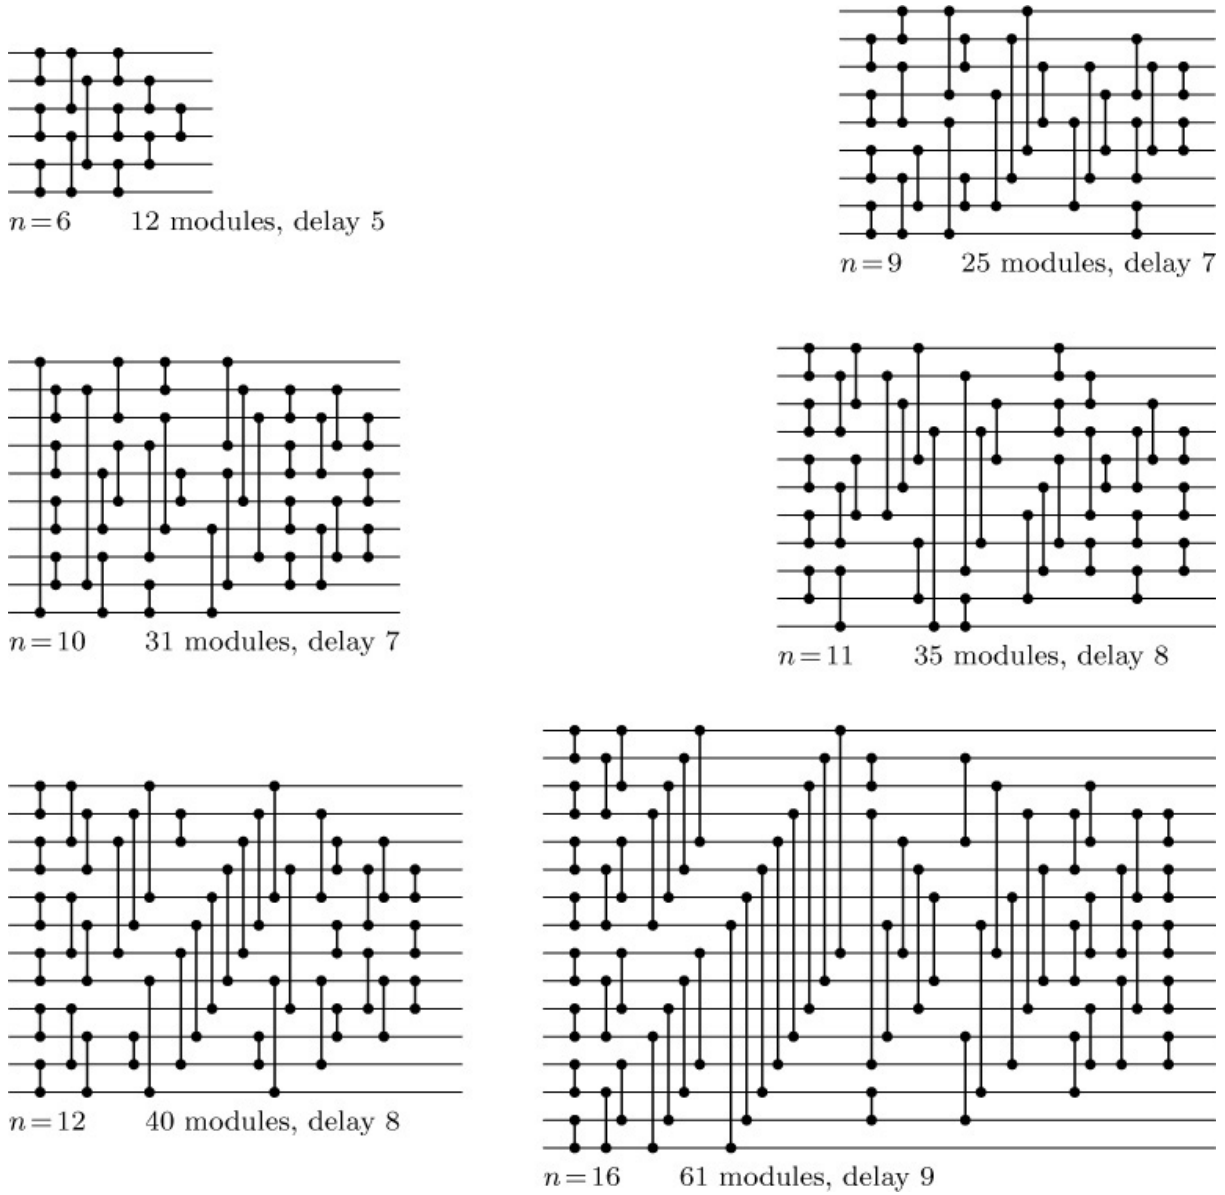 n=6 12 modules, delay 5
n=9 25 modules, delay 7
n=10 31 modules, delay 7
n=11 35 modules, delay 8
n=12 40 modules, delay 8
n=16 61 modules, delay 9